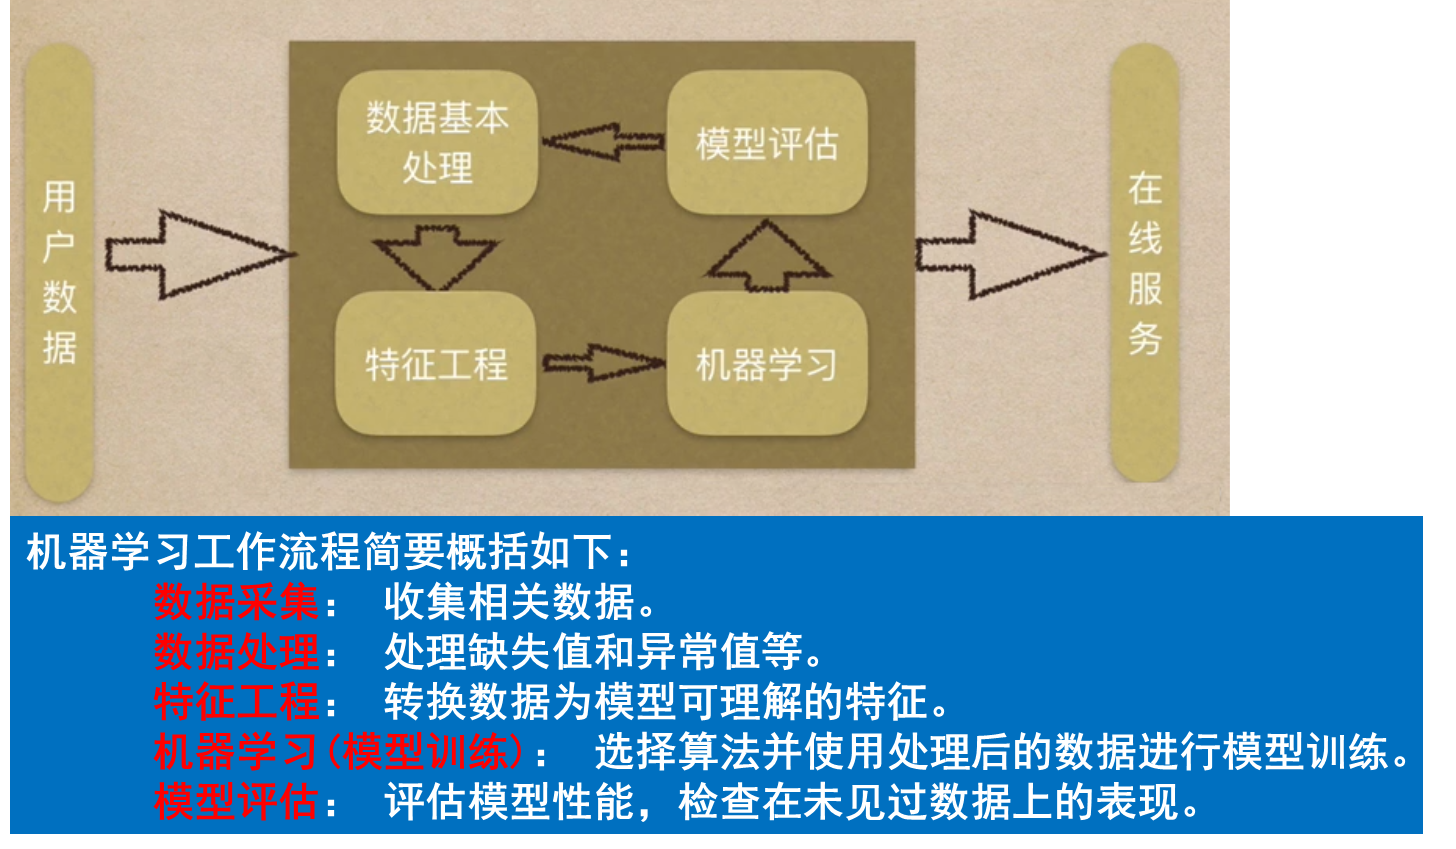 用户数据
数据基本
处理
模型评估
特征工程
机器学习
在线服务
机器学习工作流程简要概括如下：
数据采集： 收集相关数据。
数据处理： 处理缺失值和异常值等。
特征工程： 转换数据为模型可理解的特征。
机器学习(模型训练)： 选择算法并使用处理后的数据进行模型训练。
模型评估： 评估模型性能，检查在未见过数据上的表现。